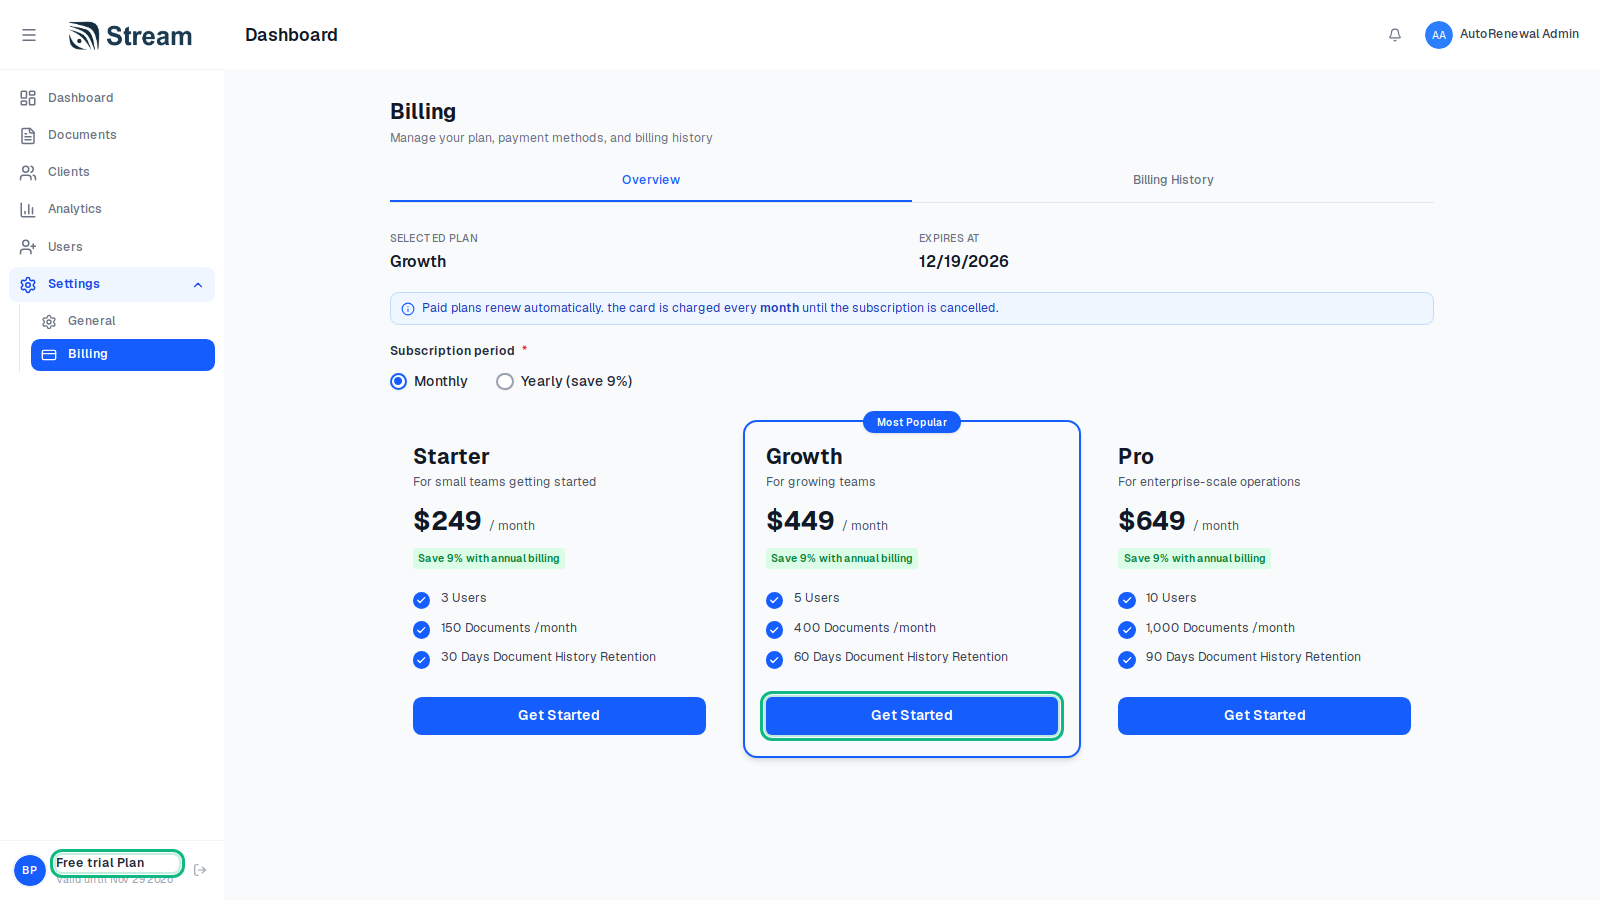 Stream
Dashboard
AA
AutoRenewal Admin
Dashboard
Documents
Clients
Analytics
Users
Settings
General
Billing
Billing
Manage your plan, payment methods, and billing history
Overview
Billing History
SELECTED PLAN
Growth
EXPIRES AT
12/19/2026
Paid plans renew automatically. the card is charged every month until the subscription is cancelled.
Subscription period *
Monthly
Yearly (save 9%)
Most Popular
Starter
For small teams getting started
$249 / month
Save 9% with annual billing
3 Users
150 Documents /month
30 Days Document History Retention
Get Started
Growth
For growing teams
$449 / month
Save 9% with annual billing
5 Users
400 Documents /month
60 Days Document History Retention
Get Started
Pro
For enterprise-scale operations
$649 / month
Save 9% with annual billing
10 Users
1,000 Documents /month
90 Days Document History Retention
Get Started
BP
Free trial Plan
Valid until Nov 29 2026